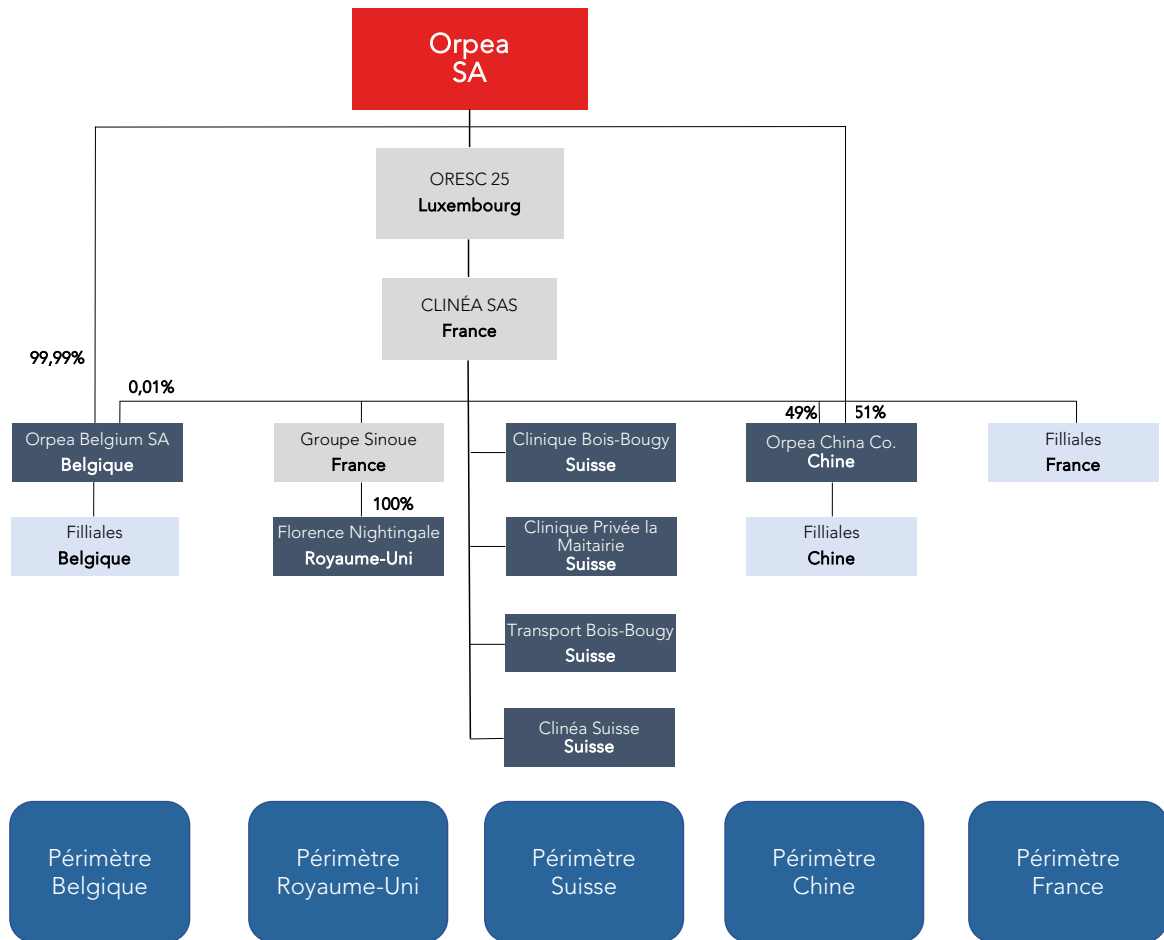 Orpea
SA
ORESC 25
Luxembourg
CLINÉA SAS
France
99,99%
0,01%
49%
51%
Orpea Belgium SA
Belgique
Groupe Sinoue
France
Clinique Bois-Bougy
Suisse
Orpea China Co.
Chine
Filliales
France
100%
Filliales
Belgique
Florence Nightingale
Royaume-Uni
Clinique Privée la
Maitairie
Suisse
Filliales
Chine
Transport Bois-Bougy
Suisse
Clinéa Suisse
Suisse
Périmètre
Belgique
Périmètre
Royaume-Uni
Périmètre
Suisse
Périmètre
Chine
Périmètre
France